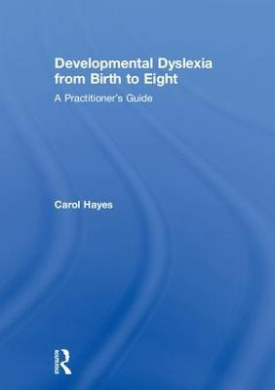 Developmental Dyslexia
from Birth to Eight
A Practitioner's Guide
Carol Hayes
Routledge
R